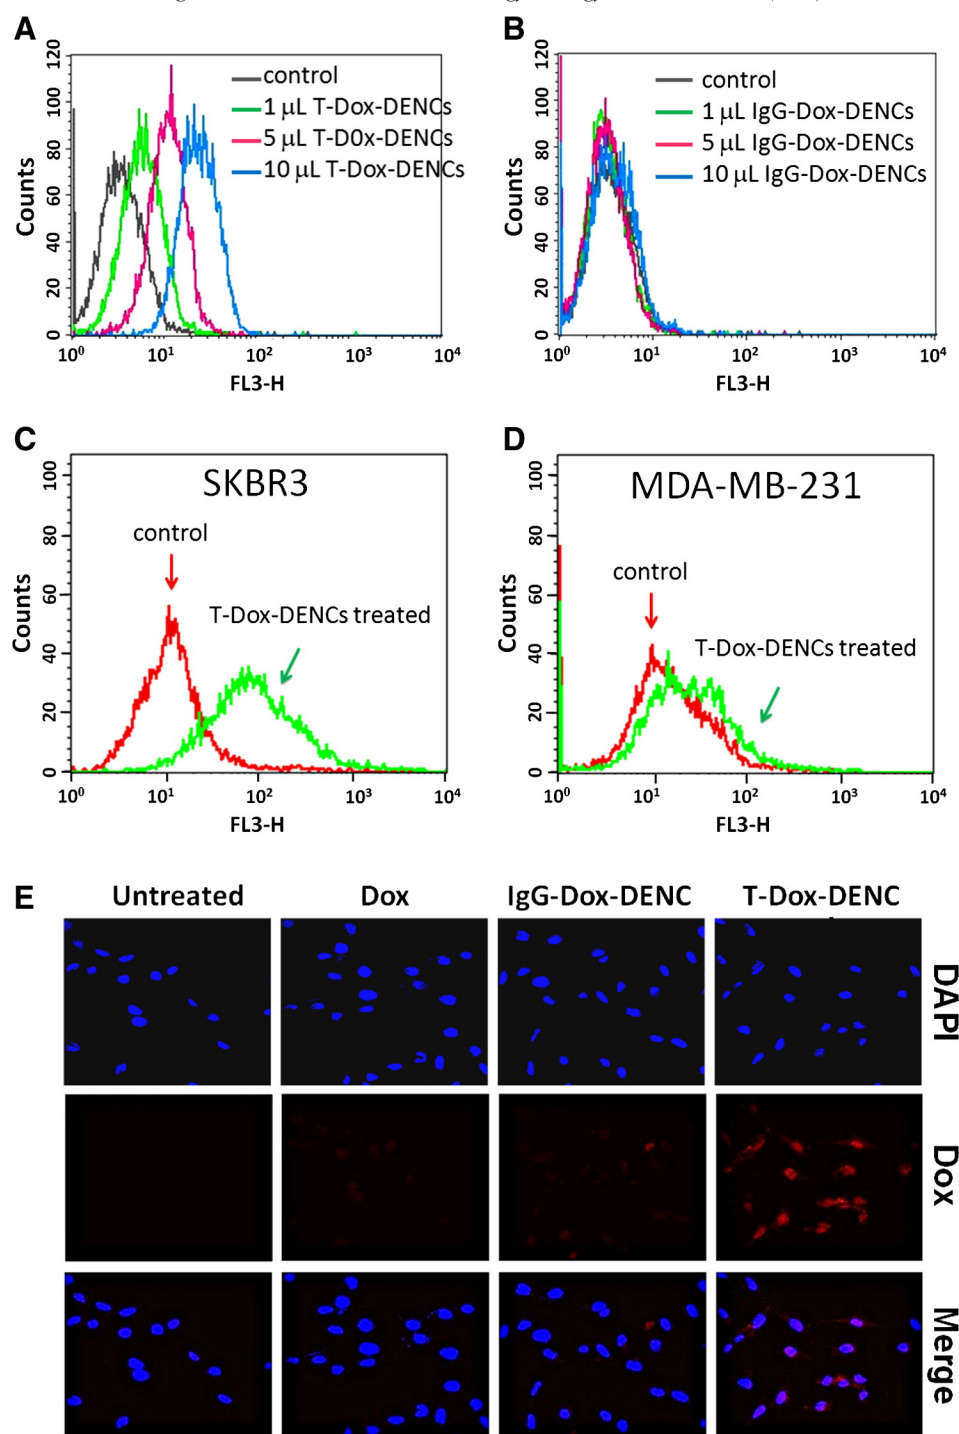 A
B
control
1 μL T-Dox-DENCs
5 μL T-D0x-DENCs
10 μL T-Dox-DENCs
Counts
120
100
80
60
40
20
0
10⁰ 10¹ 10² 10³ 10⁴
FL3-H
control
1 μL IgG-Dox-DENCs
5 μL IgG-Dox-DENCs
10 μL IgG-Dox-DENCs
Counts
120
100
80
60
40
20
0
10⁰ 10¹ 10² 10³ 10⁴
FL3-H
C
D
SKBR3
control
T-Dox-DENCs treated
Counts
100
80
60
40
20
0
10⁰ 10¹ 10² 10³ 10⁴
FL3-H
MDA-MB-231
control
T-Dox-DENCs treated
Counts
100
80
60
40
20
0
10⁰ 10¹ 10² 10³ 10⁴
FL3-H
E
Untreated Dox IgG-Dox-DENC T-Dox-DENC
DAPI
Dox
Merge